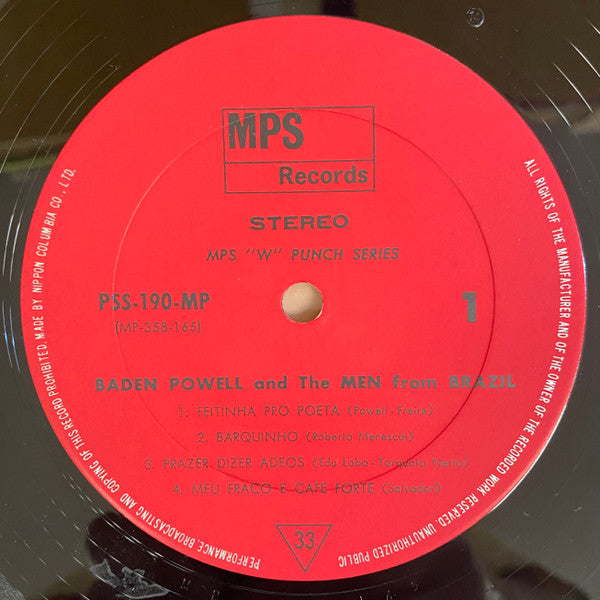 MPS
Records
STEREO
MPS "W" PUNCH SERIES
PSS-190-MP
(MP-358-165)
1
BADEN POWELL and The MEN from BRAZIL
1. FEITINHA PRO POETA (Powell-Freire)
2. BARQUINHO (Roberto Menescal)
3. PRAZER DIZER ADEOS (Edu Lobo-Torquato Nieto)
4. MEU FRACO E CAFE FORTE (Salvador)
33
ALL RIGHTS OF THE MANUFACTURER AND OF THE OWNER OF THE RECORDED WORK RESERVED. UNAUTHORIZED PUBLIC
PERFORMANCE, BROADCASTING AND COPYING OF THIS RECORD PROHIBITED. MADE BY NIPPON COLUMBIA CO., LTD.